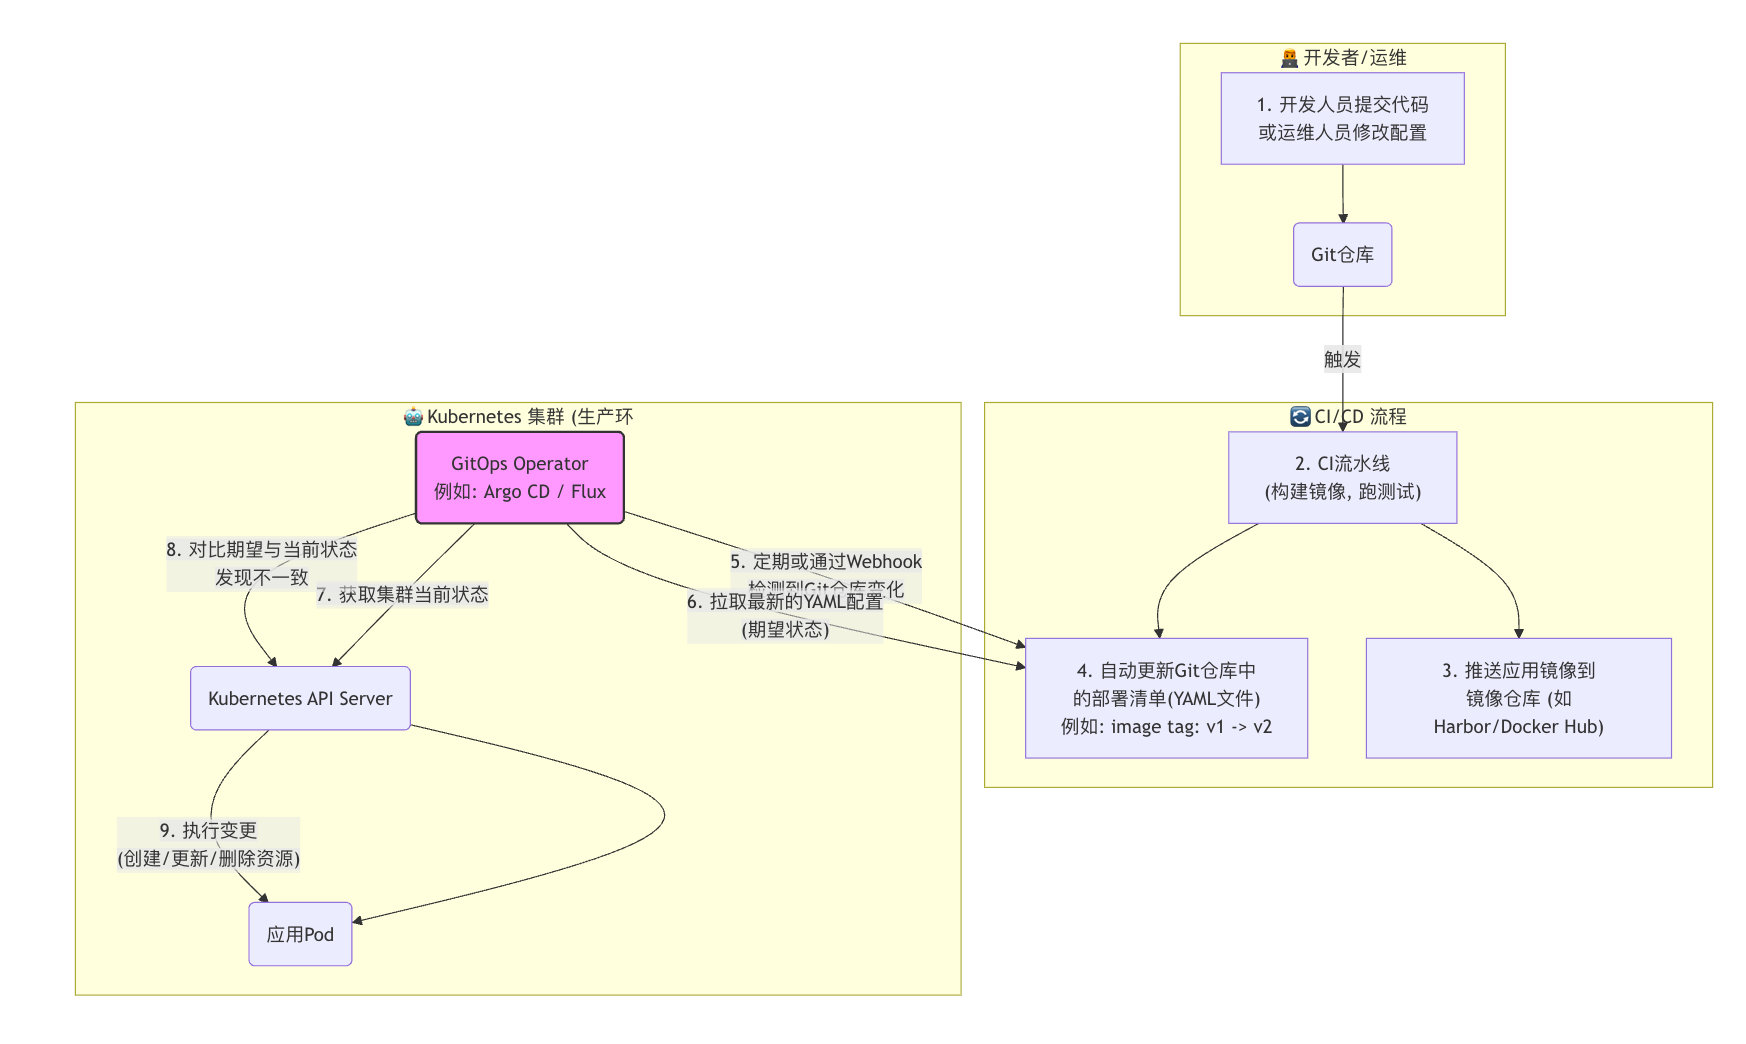 开发者/运维
1. 开发人员提交代码
或运维人员修改配置
Git仓库
触发
CI/CD 流程
2. CI流水线
(构建镜像, 跑测试)
4. 自动更新Git仓库中
的部署清单(YAML文件)
例如: image tag: v1 -> v2
3. 推送应用镜像到
镜像仓库 (如
Harbor/Docker Hub)
Kubernetes 集群 (生产环
GitOps Operator
例如: Argo CD / Flux
5. 定期或通过Webhook
检测到Git仓库变化
6. 拉取最新的YAML配置
(期望状态)
7. 获取集群当前状态
8. 对比期望与当前状态
发现不一致
Kubernetes API Server
9. 执行变更
(创建/更新/删除资源)
应用Pod